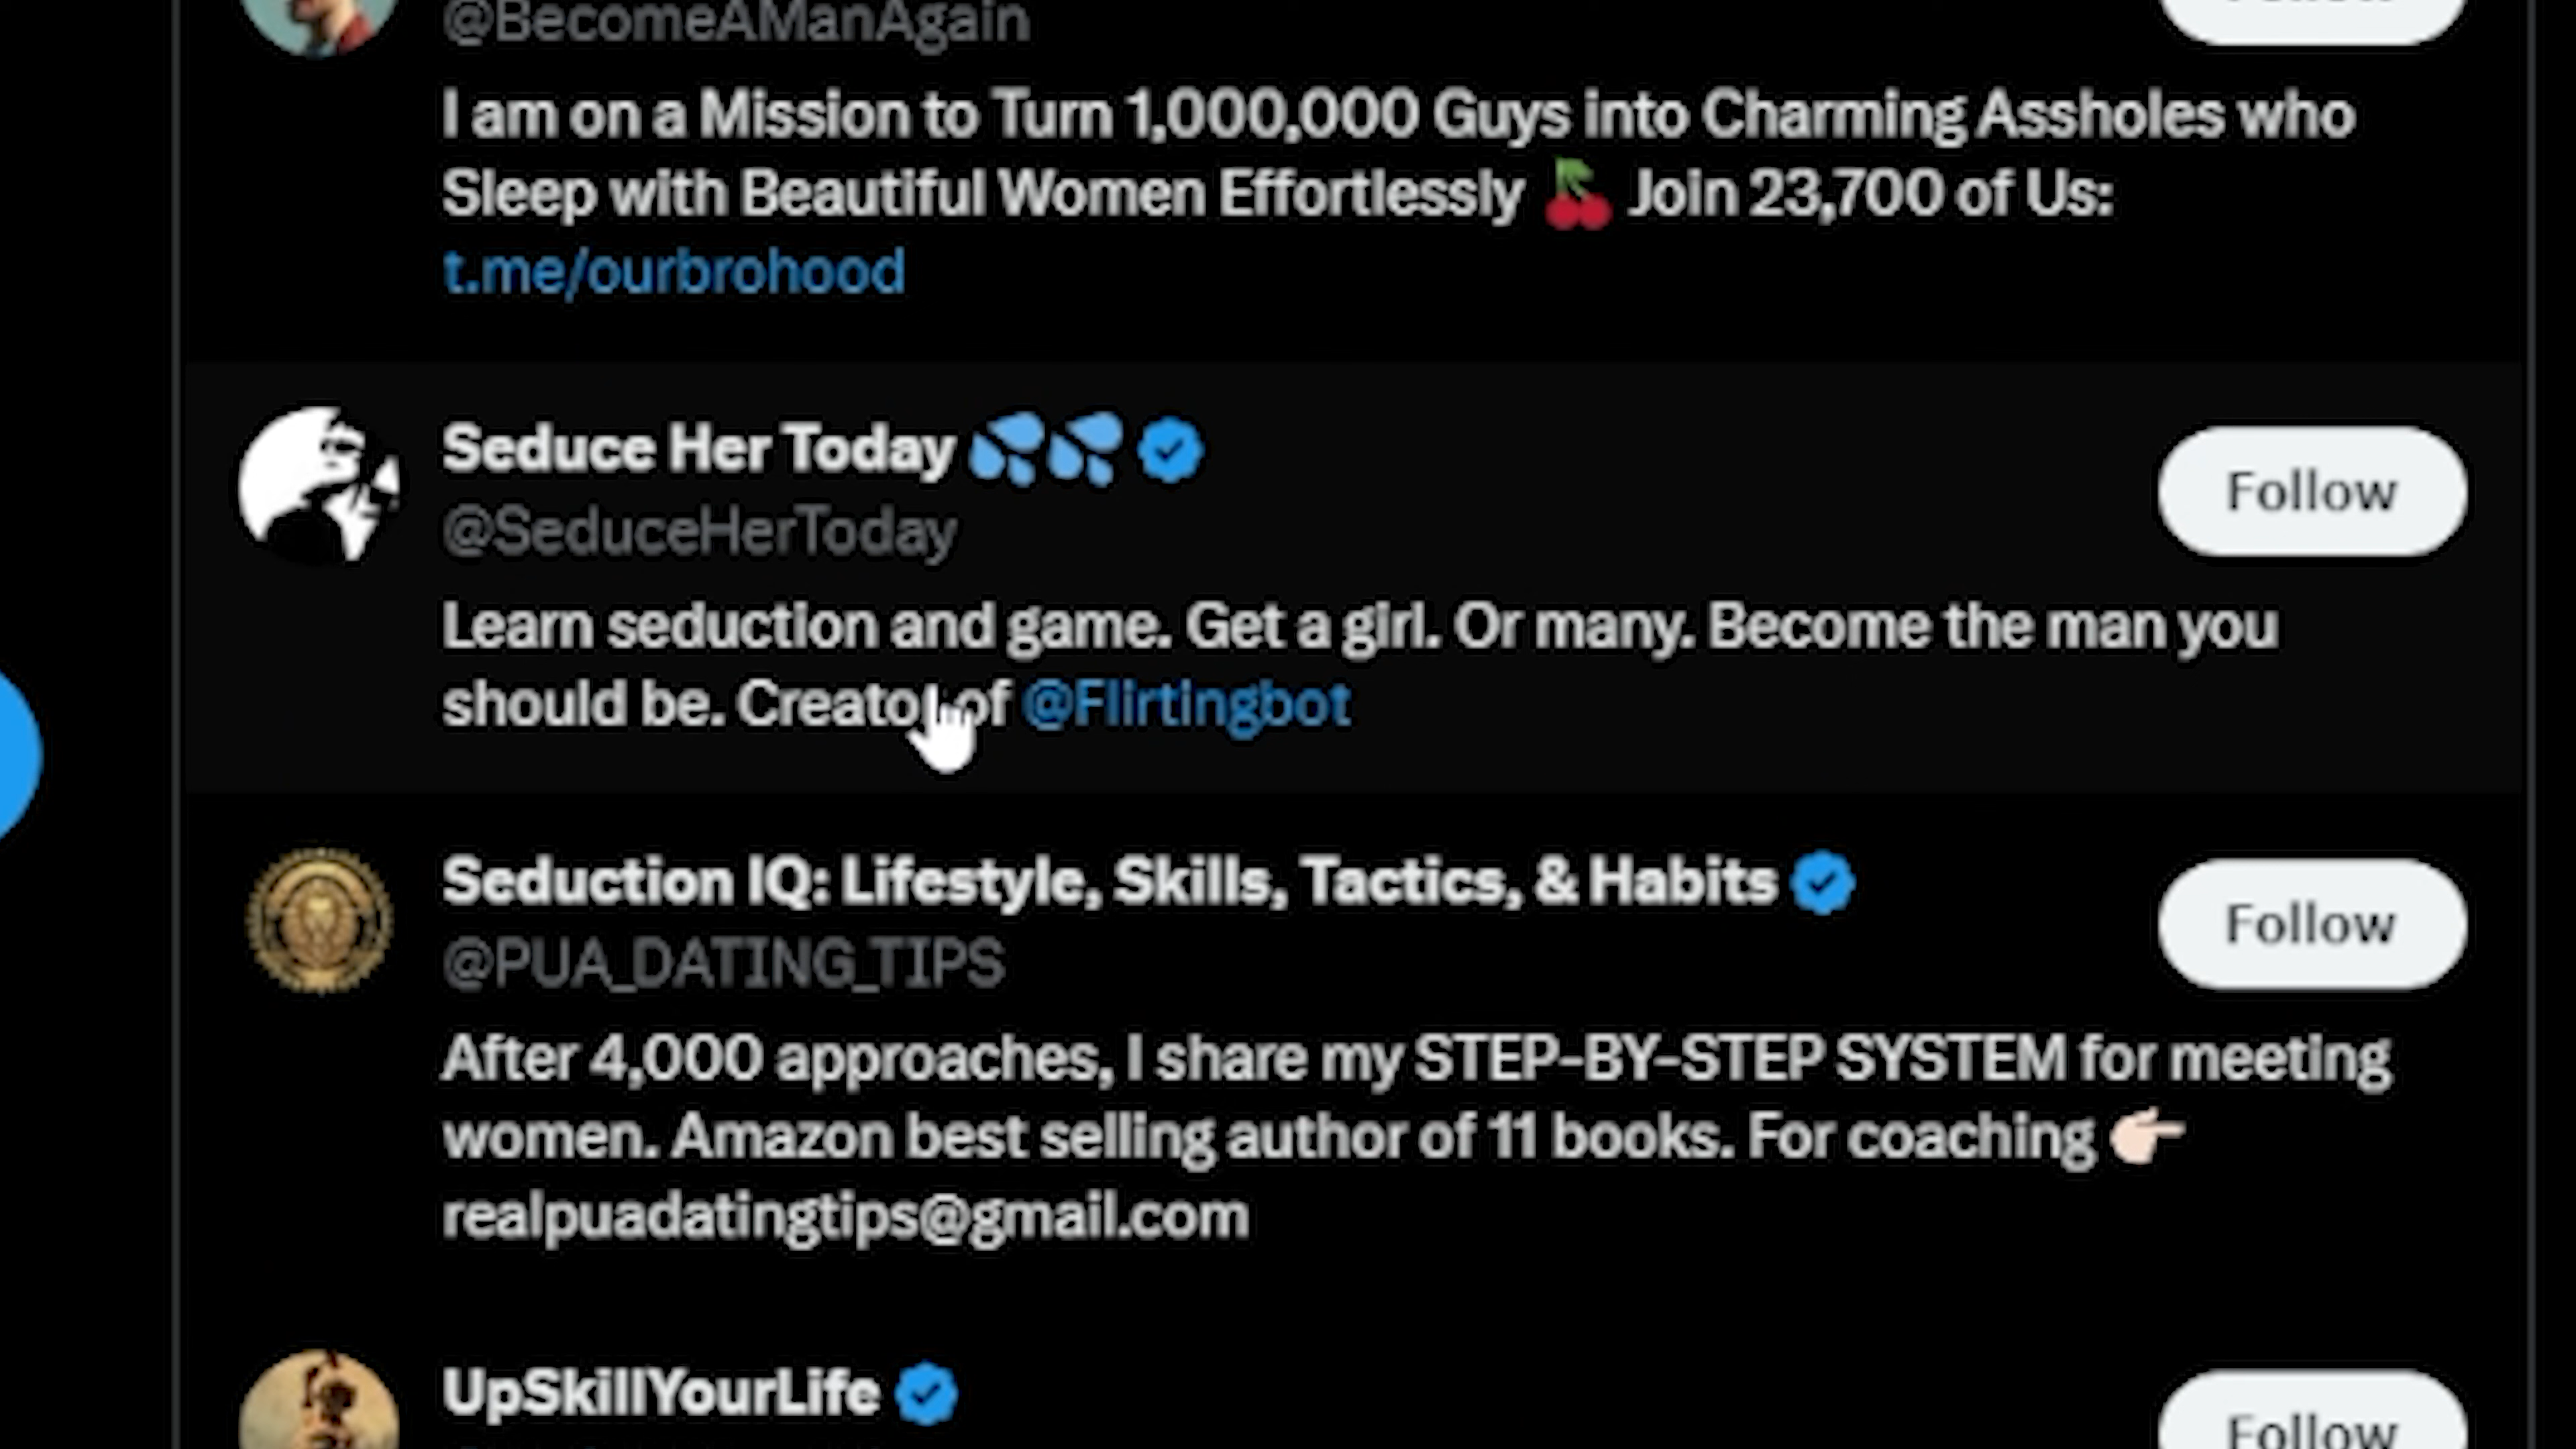 @BecomeAManAgain
I am on a Mission to Turn 1,000,000 Guys into Charming Assholes who
Sleep with Beautiful Women Effortlessly 🍒 Join 23,700 of Us:
t.me/ourbrohood
Seduce Her Today 💦💦
Follow
@SeduceHerToday
Learn seduction and game. Get a girl. Or many. Become the man you
should be. Creator of @Flirtingbot
Seduction IQ: Lifestyle, Skills, Tactics, & Habits
Follow
@PUA_DATING_TIPS
After 4,000 approaches, I share my STEP-BY-STEP SYSTEM for meeting
women. Amazon best selling author of 11 books. For coaching 👉🏻
realpuadatingtips@gmail.com
UpSkillYourLife
Follow